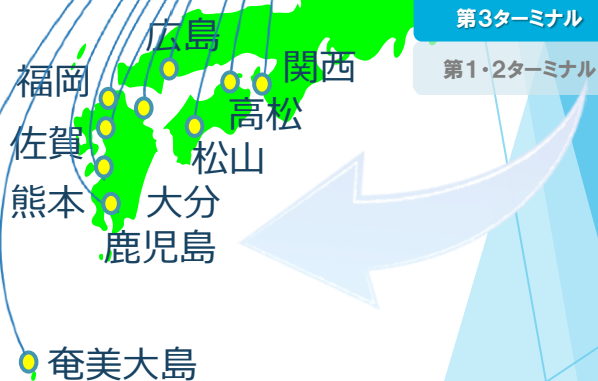 第3ターミナル
第1・2ターミナル
広島
関西
福岡
高松
佐賀
松山
熊本
大分
鹿児島
奄美大島